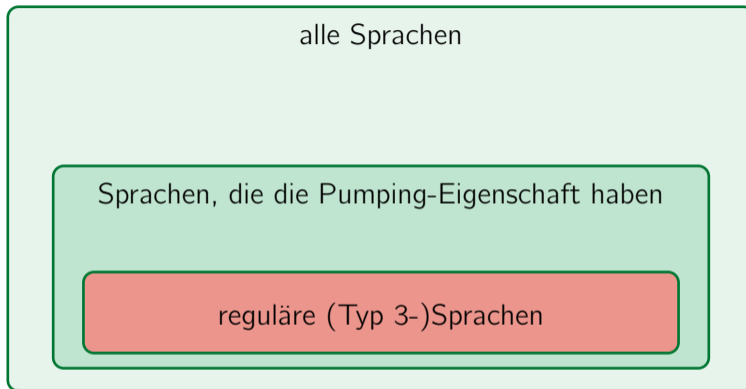 alle Sprachen
Sprachen, die die Pumping-Eigenschaft haben
reguläre (Typ 3-)Sprachen